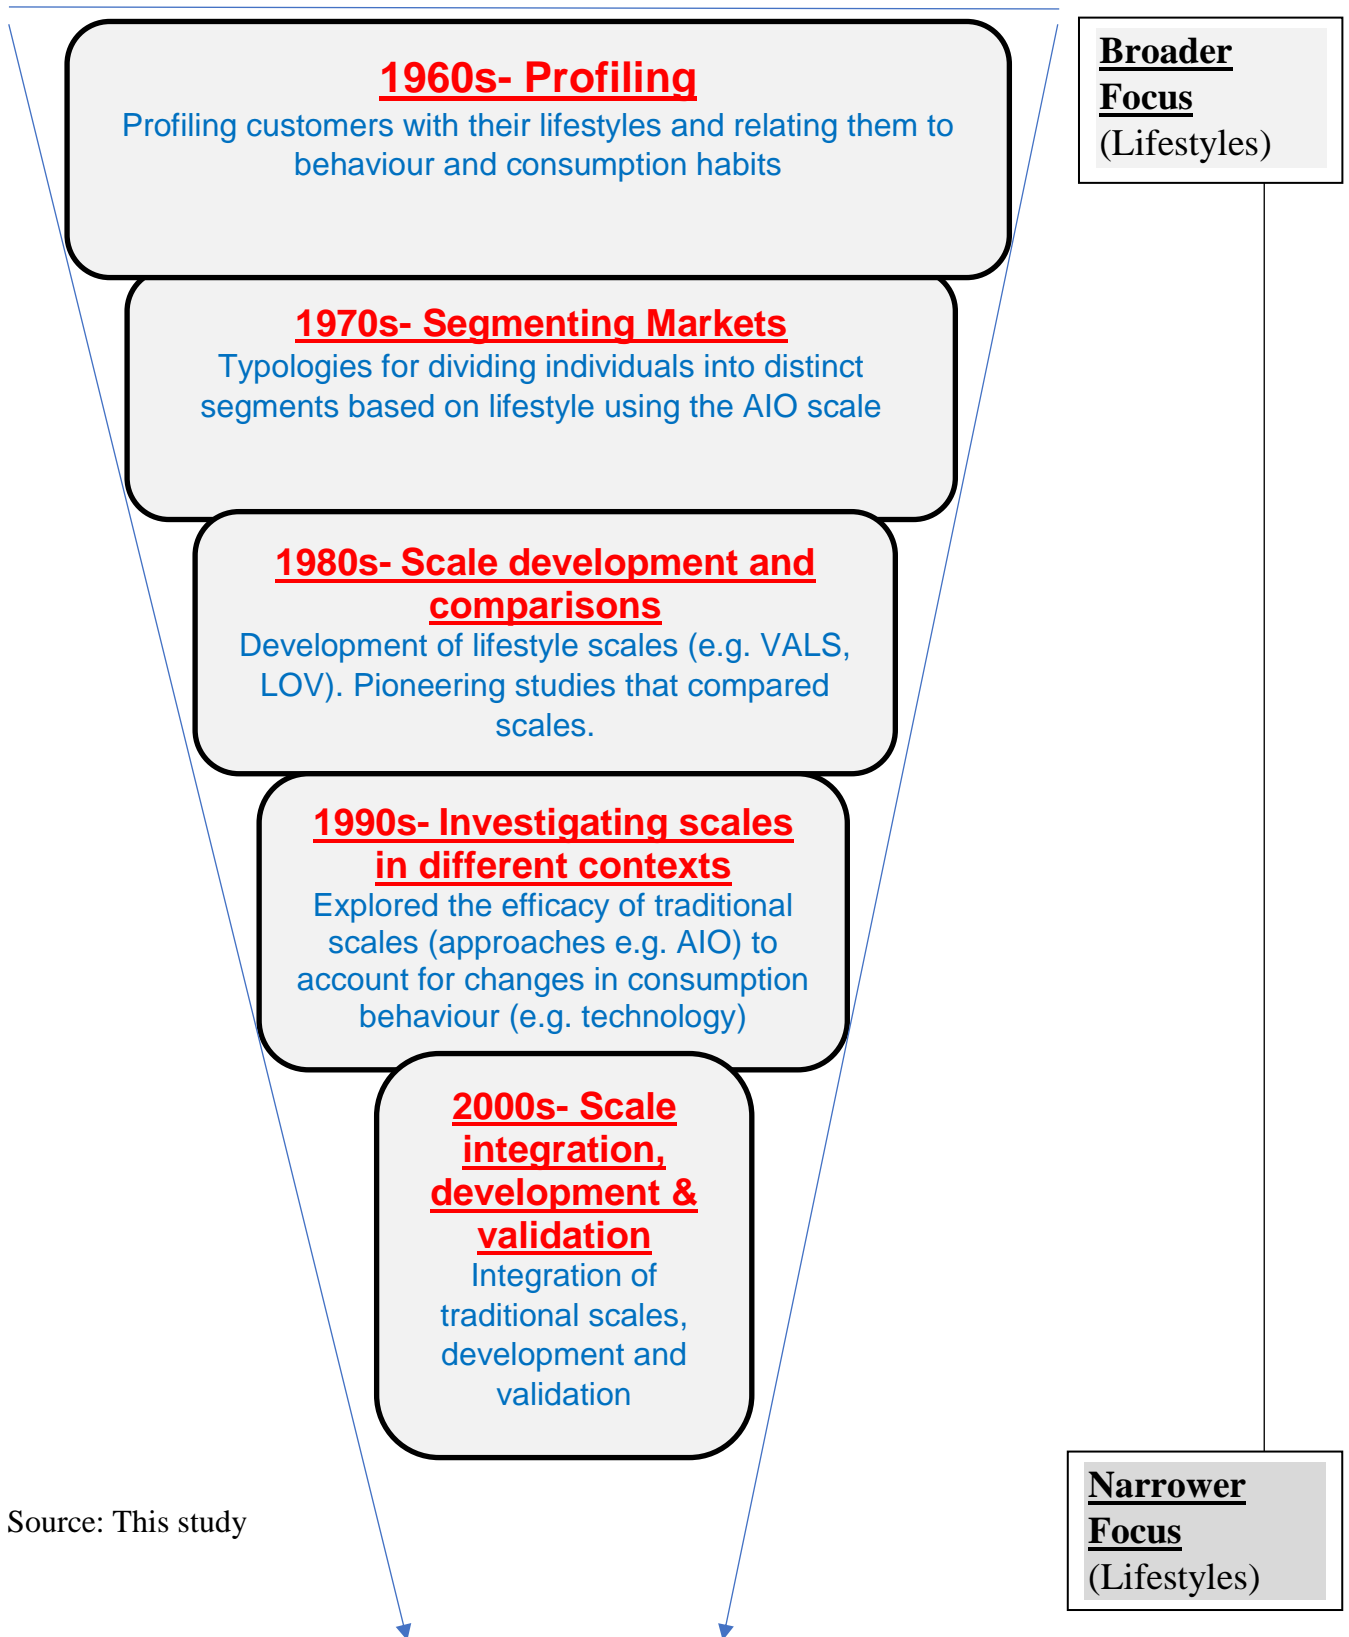 1960s- Profiling
Profiling customers with their lifestyles and relating them to
behaviour and consumption habits
Broader
Focus
(Lifestyles)
1970s- Segmenting Markets
Typologies for dividing individuals into distinct
segments based on lifestyle using the AIO scale
1980s- Scale development and
comparisons
Development of lifestyle scales (e.g. VALS,
LOV). Pioneering studies that compared
scales.
1990s- Investigating scales
in different contexts
Explored the efficacy of traditional
scales (approaches e.g. AIO) to
account for changes in consumption
behaviour (e.g. technology)
2000s- Scale
integration,
development &
validation
Integration of
traditional scales,
development and
validation
Narrower
Focus
(Lifestyles)
Source: This study